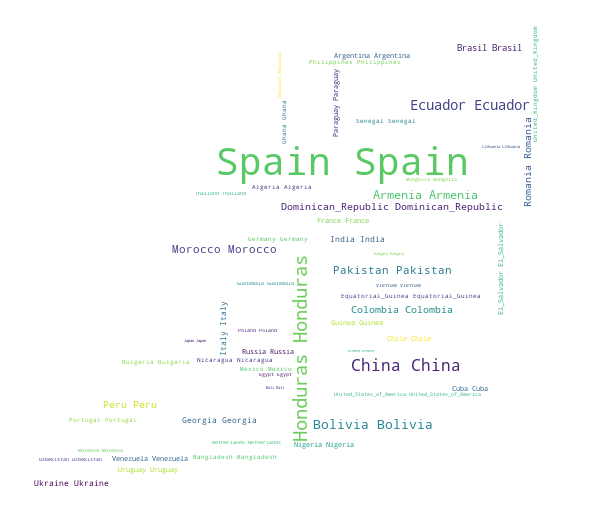 Brasil Brasil
United_Kingdom United_Kingdom
Argentina Argentina
Philippines Philippines
Paraguay Paraguay
Ghana Ghana
Ecuador Ecuador
Senegal Senegal
Romania Romania
Lithuania Lithuania
Spain Spain
Mongolia Mongolia
Algeria Algeria
Thailand Thailand
Armenia Armenia
Dominican_Republic Dominican_Republic
France France
El_Salvador El_Salvador
Germany Germany
India India
Morocco Morocco
Hungary Hungary
Pakistan Pakistan
Guatemala Guatemala
Vietnam Vietnam
Equatorial_Guinea Equatorial_Guinea
Honduras Honduras
Colombia Colombia
Guinea Guinea
Italy Italy
Poland Poland
Japan Japan
Chile Chile
Russia Russia
Nicaragua Nicaragua
Bulgaria Bulgaria
China China
Mexico Mexico
Egypt Egypt
Mali Mali
Cuba Cuba
United_States_of_America United_States_of_America
Peru Peru
Portugal Portugal
Georgia Georgia
Bolivia Bolivia
Netherlands Netherlands
Nigeria Nigeria
Moldova Moldova
Uzbekistan Uzbekistan
Venezuela Venezuela
Bangladesh Bangladesh
Uruguay Uruguay
Ukraine Ukraine